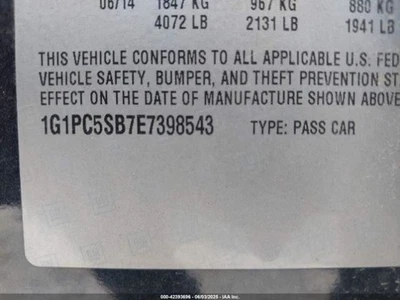 06/14 1847 KG 967 KG 880 KG
4072 LB 2131 LB 1941 LB
THIS VEHICLE CONFORMS TO ALL APPLICABLE U.S. FED
VEHICLE SAFETY, BUMPER, AND THEFT PREVENTION ST
EFFECT ON THE DATE OF MANUFACTURE SHOWN ABOVE
1G1PC5SB7E7398543 TYPE: PASS CAR
000-42393696 - 06/03/2025 - IAA Inc.